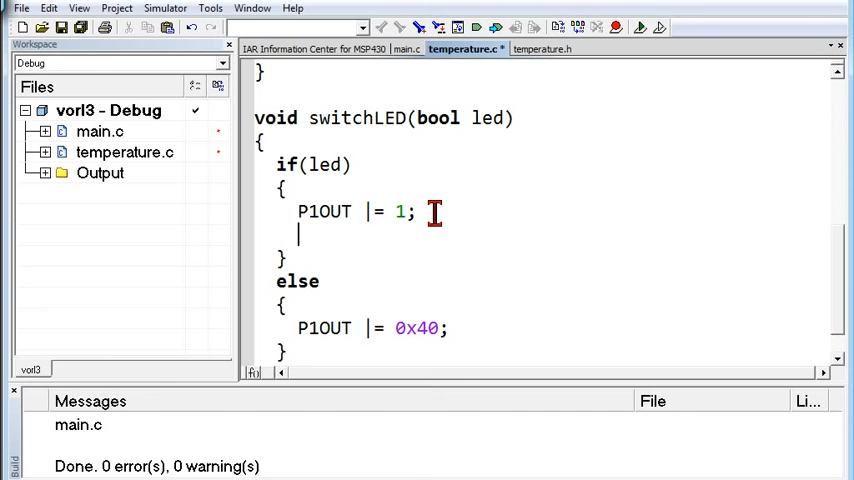 File Edit View Project Simulator Tools Window Help
Workspace
Debug
Files
vorl3 - Debug
main.c
temperature.c
Output
vorl3
IAR Information Center for MSP430 main.c temperature.c * temperature.h
}
void switchLED(bool led)
{
if(led)
{
P1OUT |= 1;
}
else
{
P1OUT |= 0x40;
}
f()
Messages File Li...
main.c
Done. 0 error(s), 0 warning(s)
Build